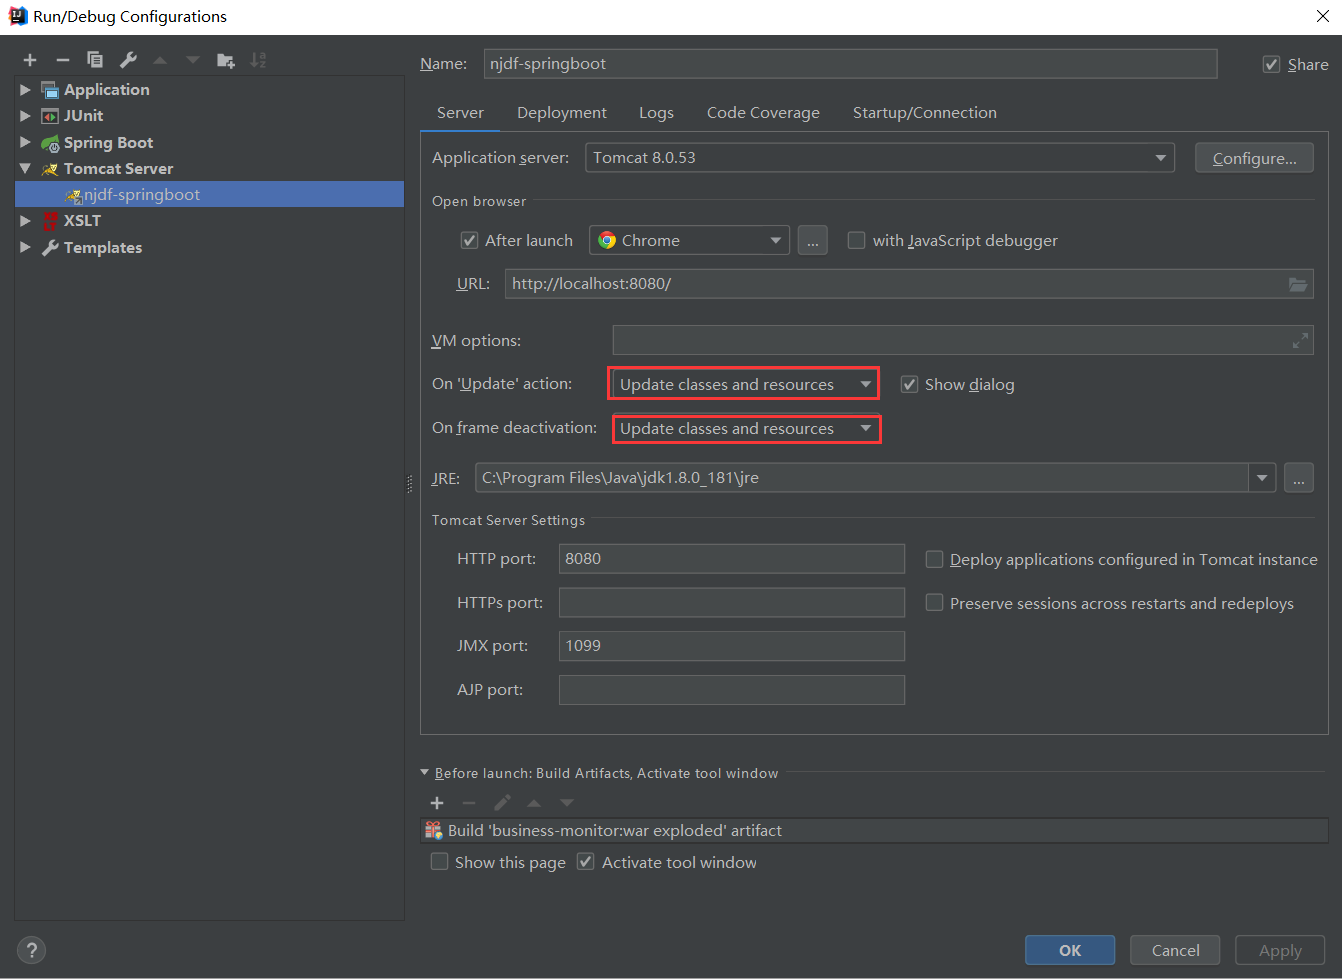 Run/Debug Configurations
Application
JUnit
Spring Boot
Tomcat Server
njdf-springboot
XSLT
Templates
Name: njdf-springboot Share
Server Deployment Logs Code Coverage Startup/Connection
Application server: Tomcat 8.0.53 Configure...
Open browser
After launch Chrome ... with JavaScript debugger
URL: http://localhost:8080/
VM options:
On 'Update' action: Update classes and resources Show dialog
On frame deactivation: Update classes and resources
JRE: C:\Program Files\Java\jdk1.8.0_181\jre ...
Tomcat Server Settings
HTTP port: 8080 Deploy applications configured in Tomcat instance
HTTPs port: Preserve sessions across restarts and redeploys
JMX port: 1099
AJP port:
Before launch: Build Artifacts, Activate tool window
Build 'business-monitor:war exploded' artifact
Show this page Activate tool window
? OK Cancel Apply